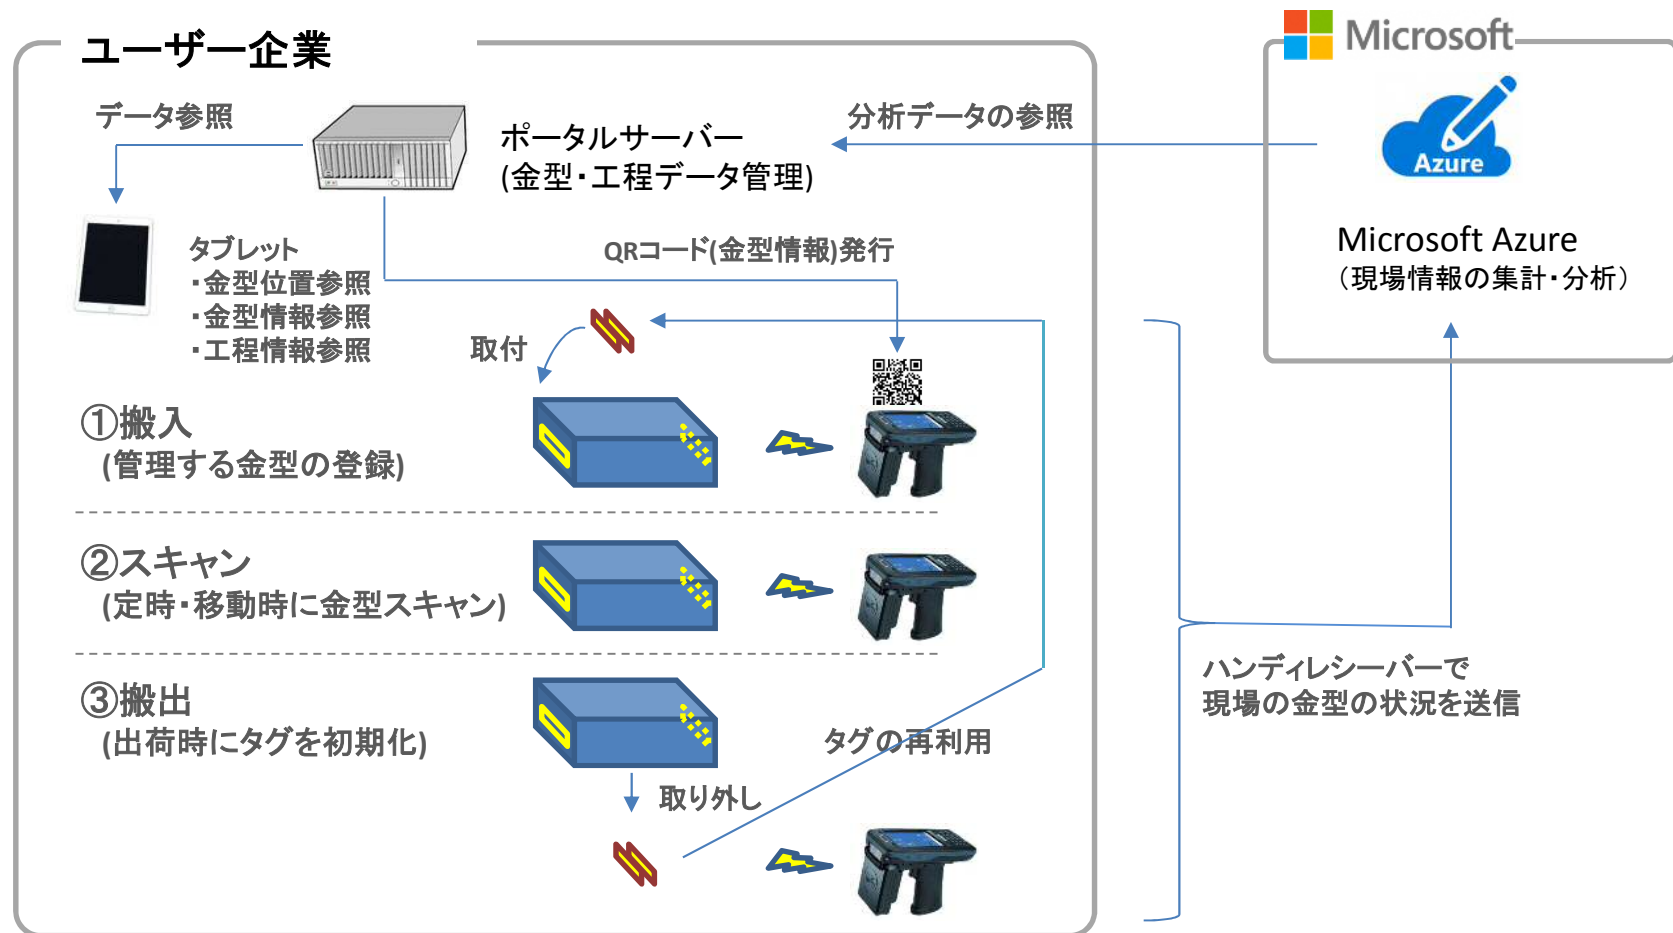 ユーザー企業
Microsoft
データ参照
ポータルサーバー
(金型・工程データ管理)
分析データの参照
Azure
タブレット
・金型位置参照
・金型情報参照
・工程情報参照
QRコード(金型情報)発行
Microsoft Azure
(現場情報の集計・分析)
取付
①搬入
(管理する金型の登録)
②スキャン
(定時・移動時に金型スキャン)
③搬出
(出荷時にタグを初期化)
タグの再利用
取り外し
ハンディレシーバーで
現場の金型の状況を送信